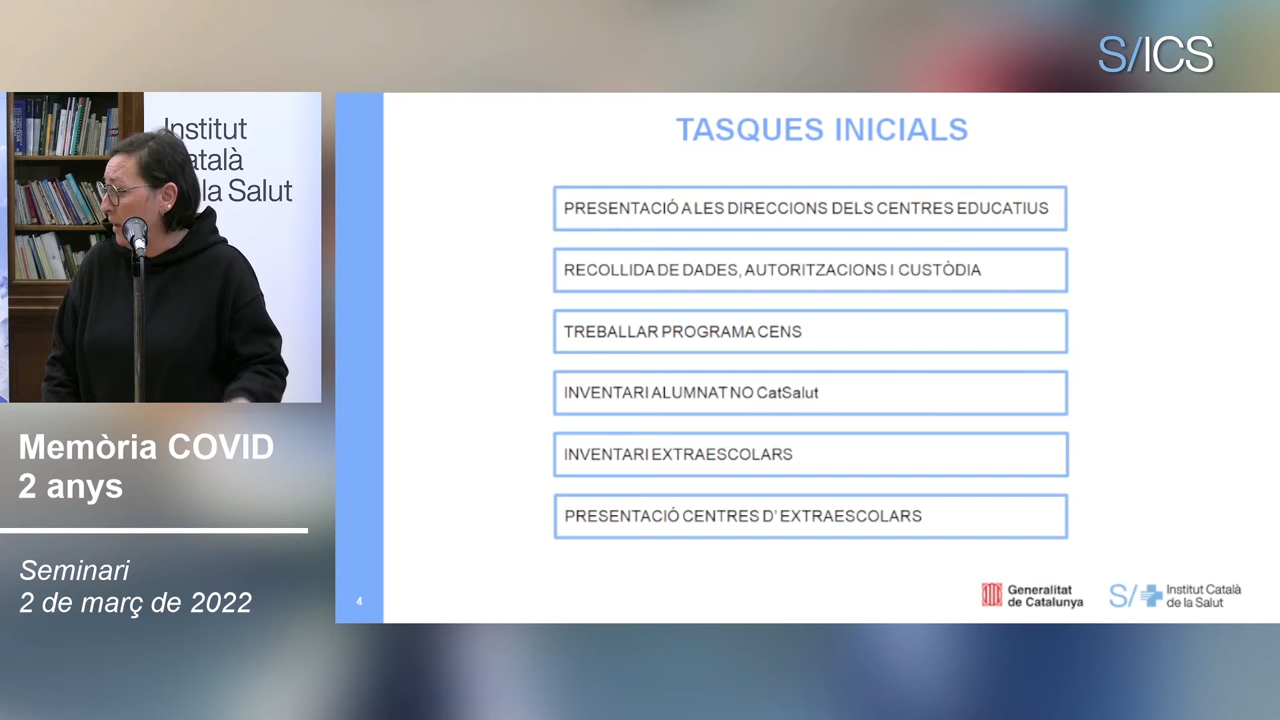 S/ICS
Institut
Català
de la Salut
Memòria COVID
2 anys
Seminari
2 de març de 2022
TASQUES INICIALS
PRESENTACIÓ A LES DIRECCIONS DELS CENTRES EDUCATIUS
RECOLLIDA DE DADES, AUTORITZACIONS I CUSTÒDIA
TREBALLAR PROGRAMA CENS
INVENTARI ALUMNAT NO CatSalut
INVENTARI EXTRAESCOLARS
PRESENTACIÓ CENTRES D' EXTRAESCOLARS
4
Generalitat
de Catalunya
S/
Institut Català
de la Salut